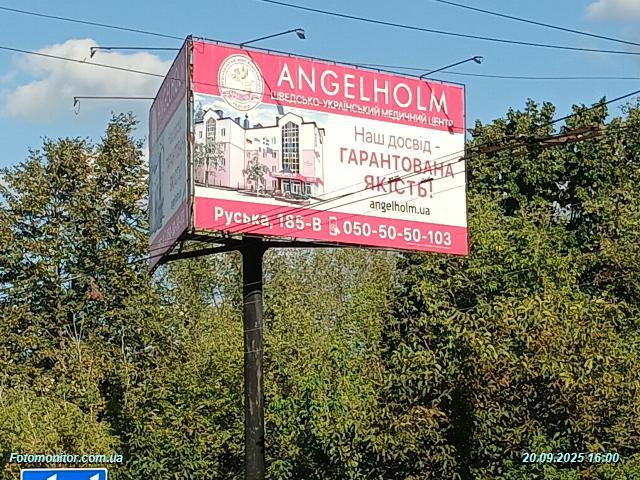 ANGELHOLM
ШВЕДСЬКО-УКРАЇНСЬКИЙ МЕДИЧНИЙ ЦЕНТР
Наш досвід -
ГАРАНТОВАНА
ЯКІСТЬ!
angelholm.ua
Руська, 185-В 050-50-50-103
Fotomonitor.com.ua
20.09.2025 16:00